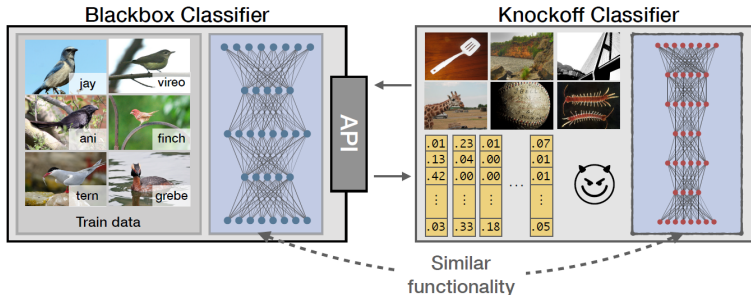 Blackbox Classifier
Knockoff Classifier
jay
vireo
ani
finch
tern
grebe
Train data
API
.01 .23 .01 .07
.13 .04 .00 .01
.42 .00 .00 ... .01
⋮ ⋮ ⋮ ⋮
.03 .33 .18 .05
Similar
functionality